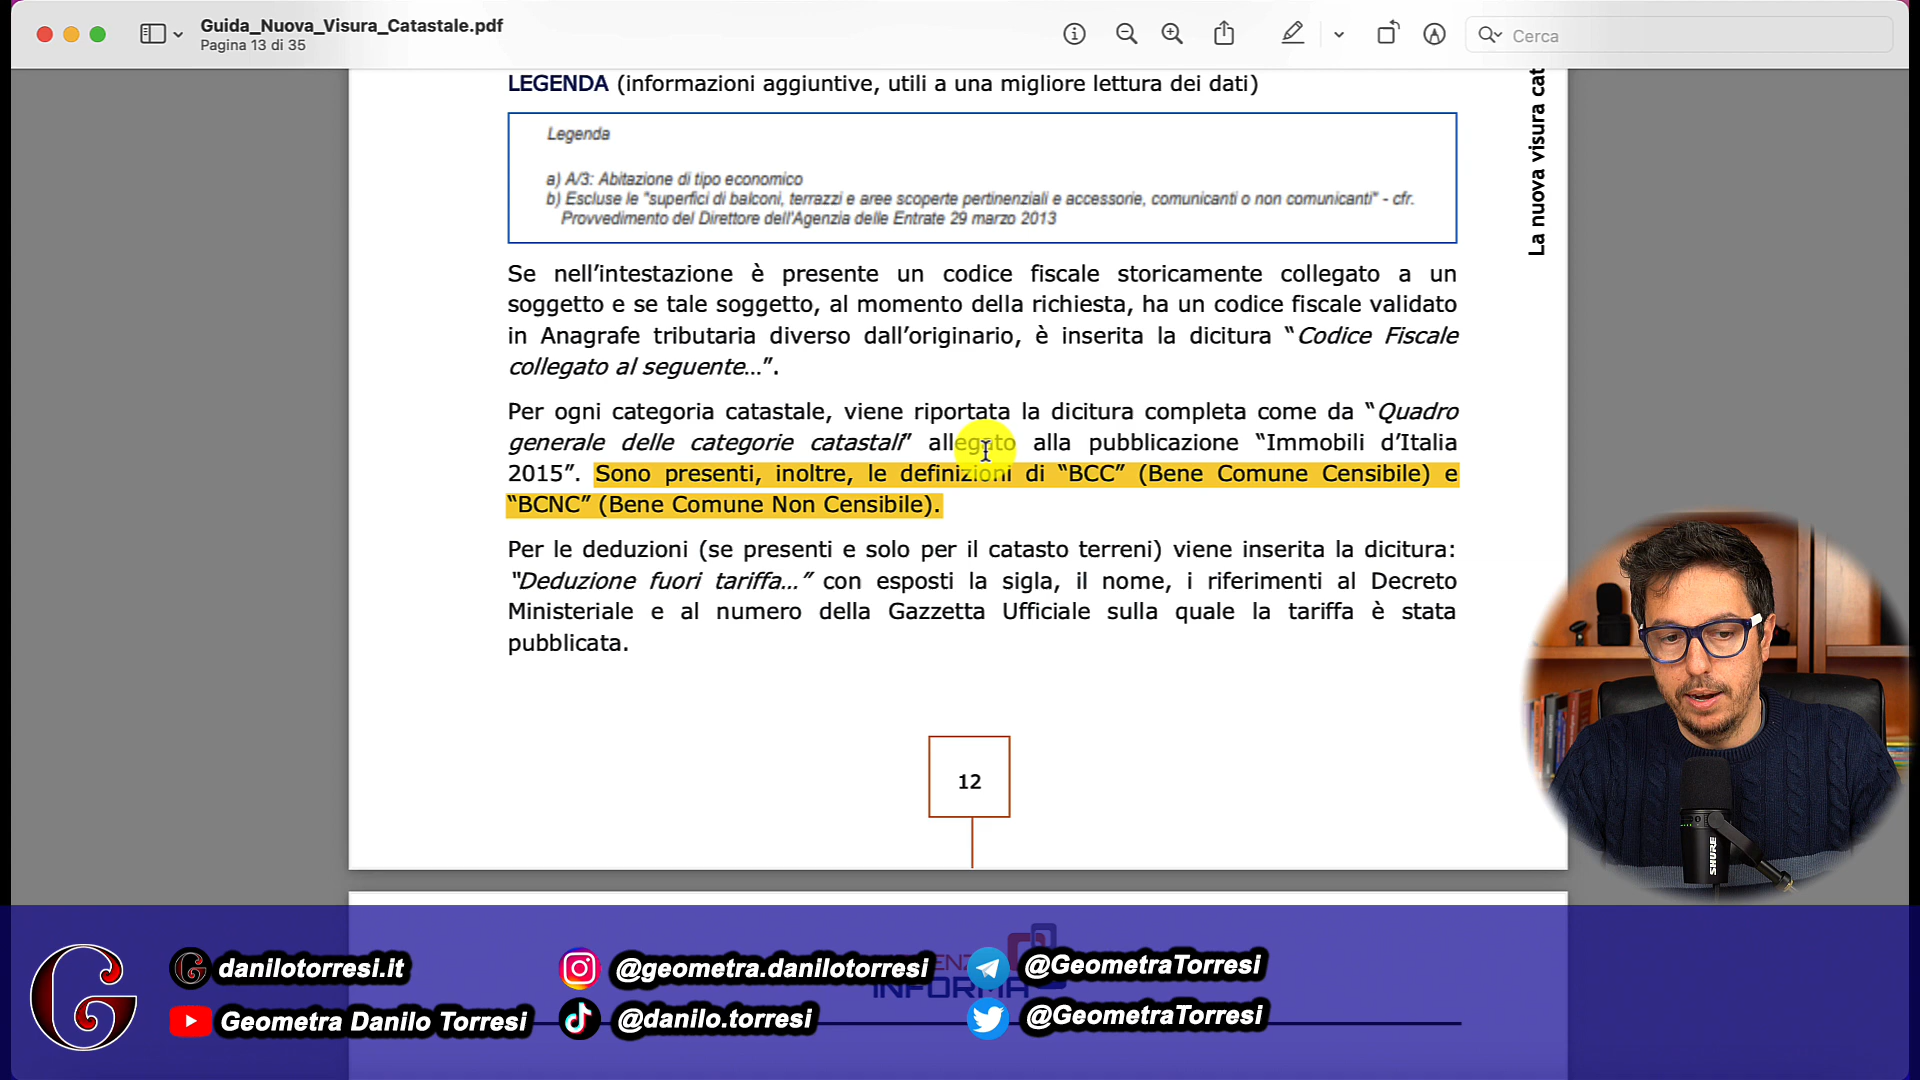 Guida_Nuova_Visura_Catastale.pdf
Pagina 13 di 35
Cerca
LEGENDA (informazioni aggiuntive, utili a una migliore lettura dei dati)
La nuova visura cat
Legenda
a) A/3: Abitazione di tipo economico
b) Escluse le "superfici di balconi, terrazzi e aree scoperte pertinenziali e accessorie, comunicanti o non comunicanti" - cfr.
Provvedimento del Direttore dell'Agenzia delle Entrate 29 marzo 2013
Se nell’intestazione è presente un codice fiscale storicamente collegato a un
soggetto e se tale soggetto, al momento della richiesta, ha un codice fiscale validato
in Anagrafe tributaria diverso dall’originario, è inserita la dicitura “Codice Fiscale
collegato al seguente…”.
Per ogni categoria catastale, viene riportata la dicitura completa come da “Quadro
generale delle categorie catastali” allegato alla pubblicazione “Immobili d’Italia
2015”. Sono presenti, inoltre, le definizioni di “BCC” (Bene Comune Censibile) e
“BCNC” (Bene Comune Non Censibile).
Per le deduzioni (se presenti e solo per il catasto terreni) viene inserita la dicitura:
“Deduzione fuori tariffa…” con esposti la sigla, il nome, i riferimenti al Decreto
Ministeriale e al numero della Gazzetta Ufficiale sulla quale la tariffa è stata
pubblicata.
12
SHURE
INFORMA
G
danilotorresi.it
@geometra.danilotorresi
@GeometraTorresi
Geometra Danilo Torresi
@danilo.torresi
@GeometraTorresi